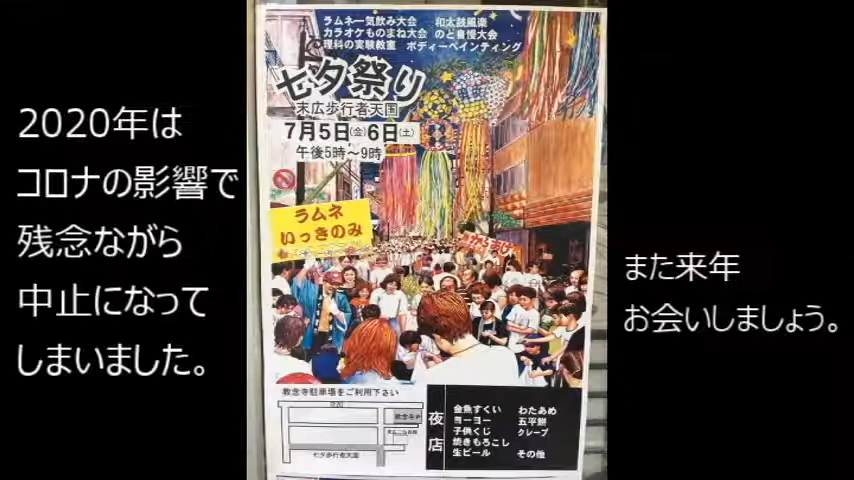 2020年は
コロナの影響で
残念ながら
中止になって
しまいました。
ラムネ一気飲み大会 和太鼓風楽
カラオケものまね大会 のど自慢大会
理科の実験教室 ボディーペインティング
七夕祭り
末広歩行者天国
7月5日(金)6日(土)
午後5時~9時
ラムネ
いっきのみ
教念寺駐車場をご利用下さい
七夕歩行者天国
夜店
金魚すくい わたあめ
ヨーヨー 五平餅
子供くじ クレープ
焼きもろこし
生ビール その他
また来年
お会いしましょう。